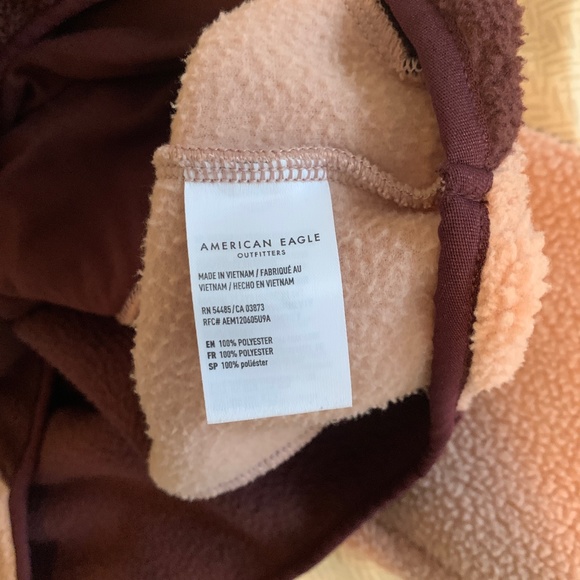 AMERICAN EAGLE
OUTFITTERS
MADE IN VIETNAM / FABRIQUÉ AU
VIETNAM / HECHO EN VIETNAM
RN 54485/CA 03873
RFC# AEM120605U9A
EN 100% POLYESTER
FR 100% POLYESTER
SP 100% poliéster